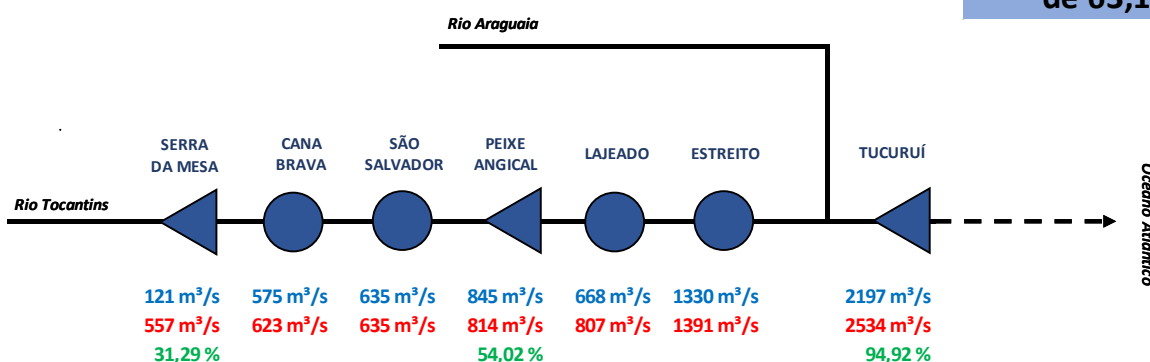 Rio Araguaia
SERRA
DA MESA
CANA
BRAVA
SÃO
SALVADOR
PEIXE
ANGICAL
LAJEADO
ESTREITO
TUCURUÍ
Rio Tocantins
Oceano Atlântico
121 m³/s 575 m³/s 635 m³/s 845 m³/s 668 m³/s 1330 m³/s 2197 m³/s
557 m³/s 623 m³/s 635 m³/s 814 m³/s 807 m³/s 1391 m³/s 2534 m³/s
31,29 % 54,02 % 94,92 %